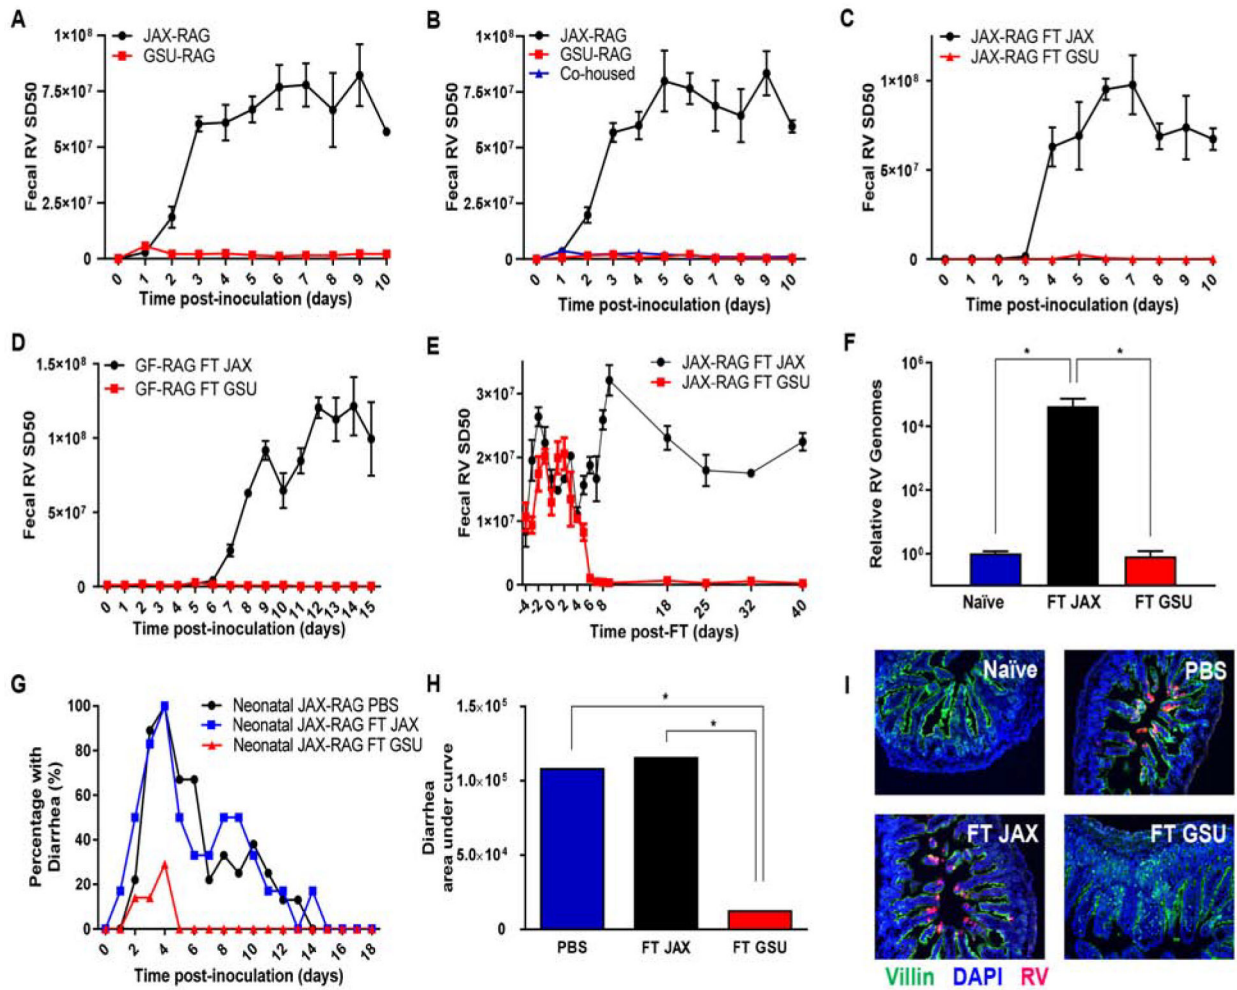 A
JAX-RAG
GSU-RAG
Fecal RV SD50
1×10⁸
7.5×10⁷
5×10⁷
2.5×10⁷
0
0 1 2 3 4 5 6 7 8 9 10
Time post-inoculation (days)
B
JAX-RAG
GSU-RAG
Co-housed
Fecal RV SD50
1×10⁸
7.5×10⁷
5×10⁷
2.5×10⁷
0
0 1 2 3 4 5 6 7 8 9 10
Time post-inoculation (days)
C
JAX-RAG FT JAX
JAX-RAG FT GSU
Fecal RV SD50
1×10⁸
5×10⁷
0
0 1 2 3 4 5 6 7 8 9 10
Time post-inoculation (days)
D
GF-RAG FT JAX
GF-RAG FT GSU
Fecal RV SD50
1.5×10⁸
1×10⁸
5×10⁷
0
0 1 2 3 4 5 6 7 8 9 10 11 12 13 14 15
Time post-inoculation (days)
E
JAX-RAG FT JAX
JAX-RAG FT GSU
Fecal RV SD50
3×10⁷
2×10⁷
1×10⁷
0
-4 -2 0 2 4 6 8 18 25 32 40
Time post-FT (days)
F
Relative RV Genomes
10⁶
10⁴
10²
10⁰
* *
Naïve FT JAX FT GSU
G
Neonatal JAX-RAG PBS
Neonatal JAX-RAG FT JAX
Neonatal JAX-RAG FT GSU
Percentage with
Diarrhea (%)
100
80
60
40
20
0
0 2 4 6 8 10 12 14 16 18
Time post-inoculation (days)
H
Diarrhea
area under curve
1.5×10⁵
1.0×10⁵
5.0×10⁴
0
*
*
PBS FT JAX FT GSU
I
Naïve PBS
FT JAX FT GSU
Villin DAPI RV